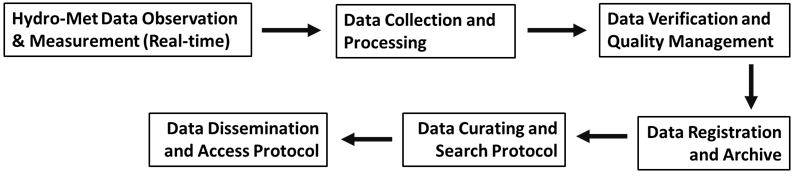 Hydro-Met Data Observation
& Measurement (Real-time)
Data Collection and
Processing
Data Verification and
Quality Management
Data Registration
and Archive
Data Curating and
Search Protocol
Data Dissemination
and Access Protocol